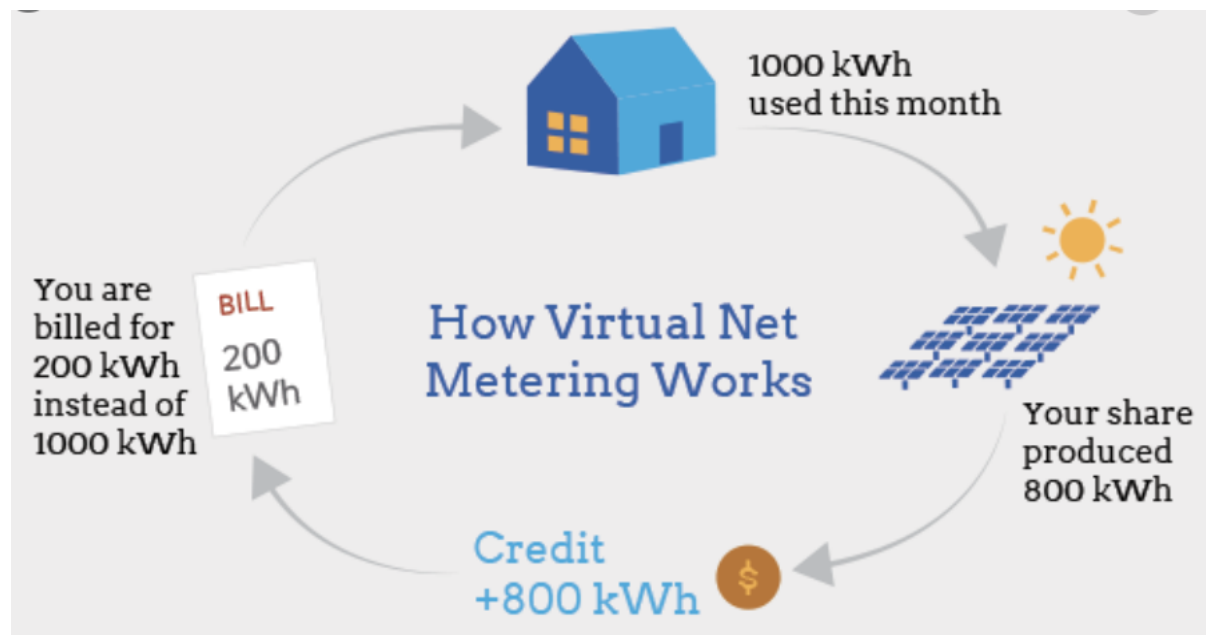 1000 kWh
used this month
How Virtual Net
Metering Works
Your share
produced
800 kWh
Credit
+800 kWh
$
BILL
200
kWh
You are
billed for
200 kWh
instead of
1000 kWh